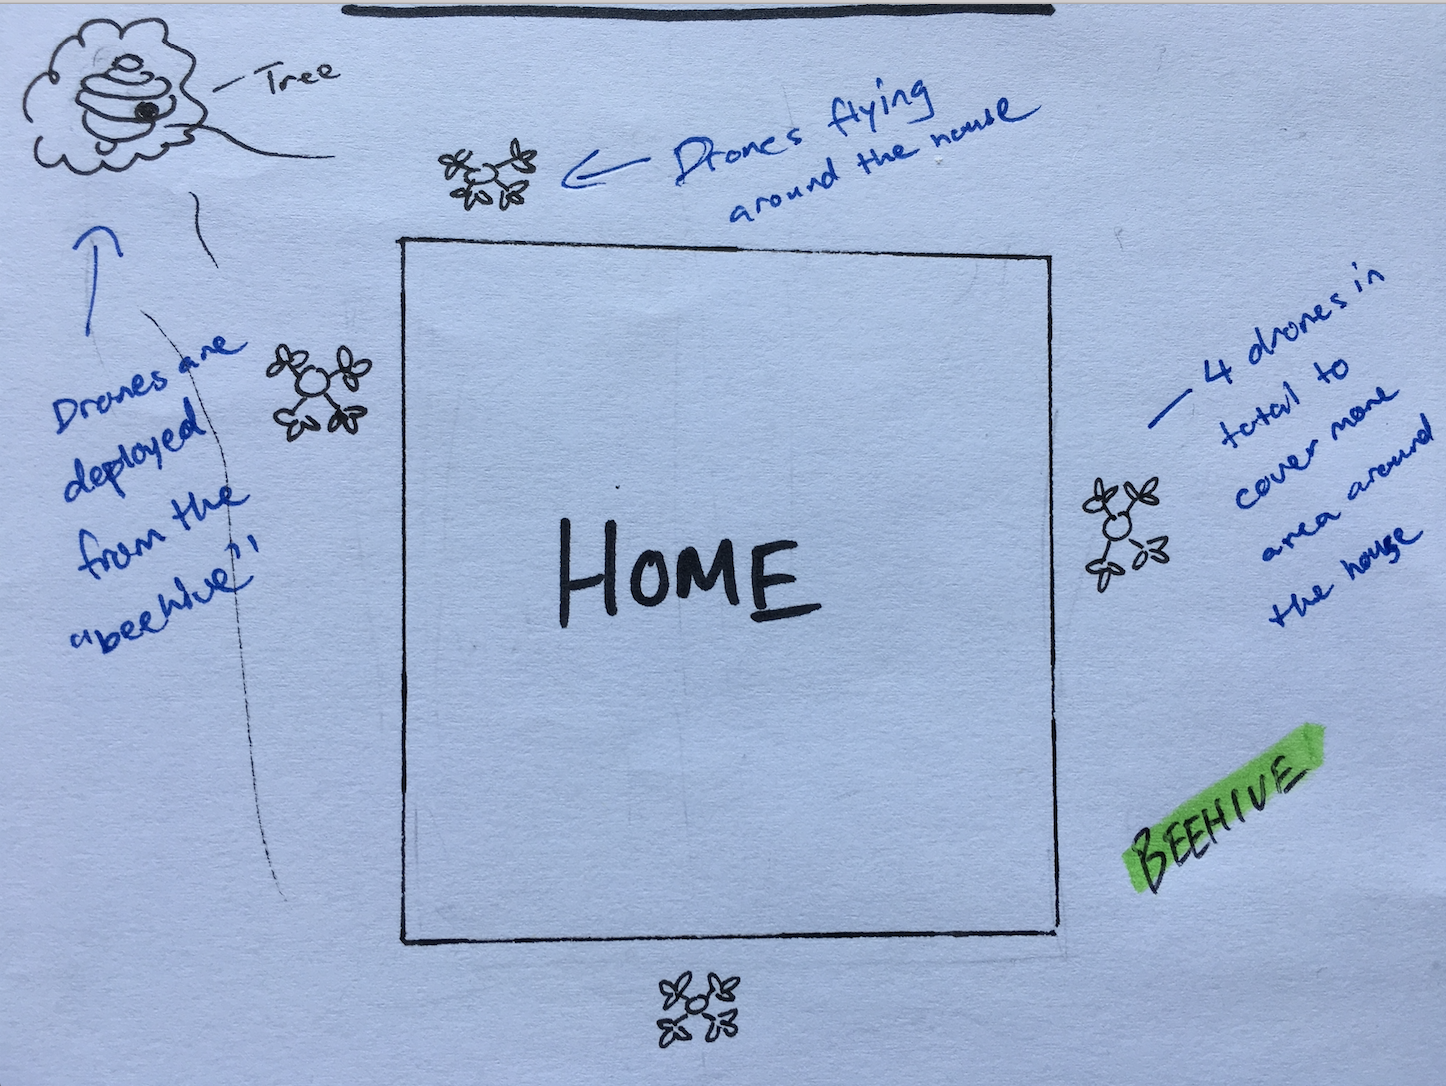 Tree
Drones flying
around the house
Drones are
deployed
from the
"beehive"
4 drones in
total to
cover more
area around
the house
HOME
BEEHIVE